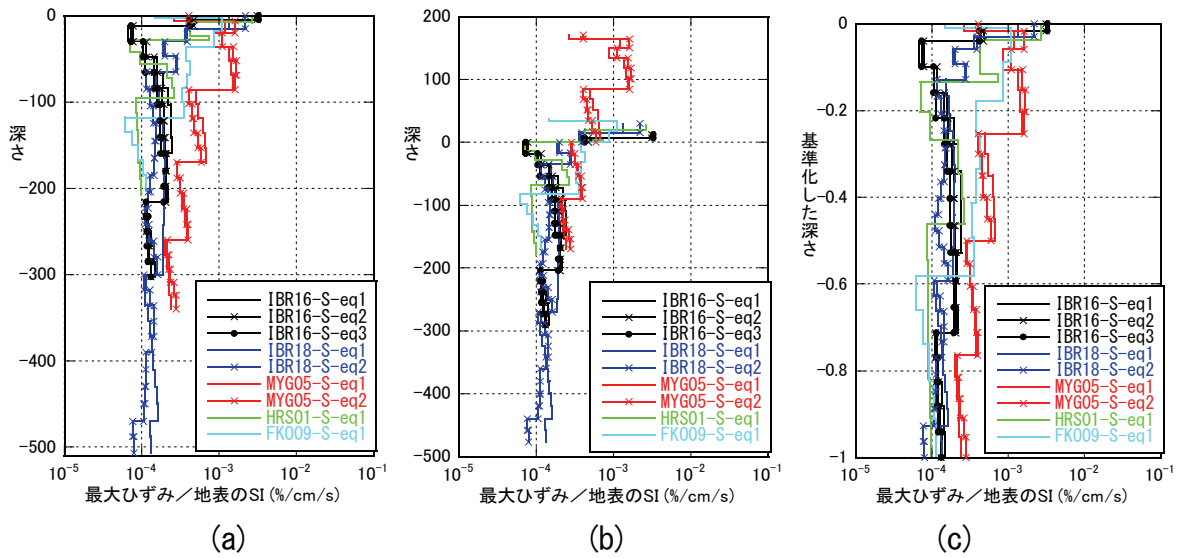 0
-100
-200
-300
-400
-500
深さ
IBR16-S-eq1
IBR16-S-eq2
IBR16-S-eq3
IBR18-S-eq1
IBR18-S-eq2
MYG05-S-eq1
MYG05-S-eq2
HRS01-S-eq1
FK009-S-eq1
10-5 10-4 10-3 10-2 10-1
最大ひずみ/地表のSI(%/cm/s)
(a)
200
100
0
-100
-200
-300
-400
500
深さ
IBR16-S-eq1
IBR16-S-eq2
IBR16-S-eq3
IBR18-S-eq1
IBR18-S-eq2
MYG05-S-eq1
MYG05-S-eq2
HRS01-S-eq1
FK009-S-eq1
10-5 10-4 10-3 10-2 10-1
最大ひずみ/地表のSI(%/cm/s)
(b)
0
-0.2
-0.4
-0.6
-0.8
-1
基準化した深さ
IBR16-S-eq1
IBR16-S-eq2
IBR16-S-eq3
IBR18-S-eq1
IBR18-S-eq2
MYG05-S-eq1
MYG05-S-eq2
HRS01-S-eq1
FK009-S-eq1
10-5 10-4 10-3 10-2 10-1
最大ひずみ/地表のSI(%/cm/s)
(c)